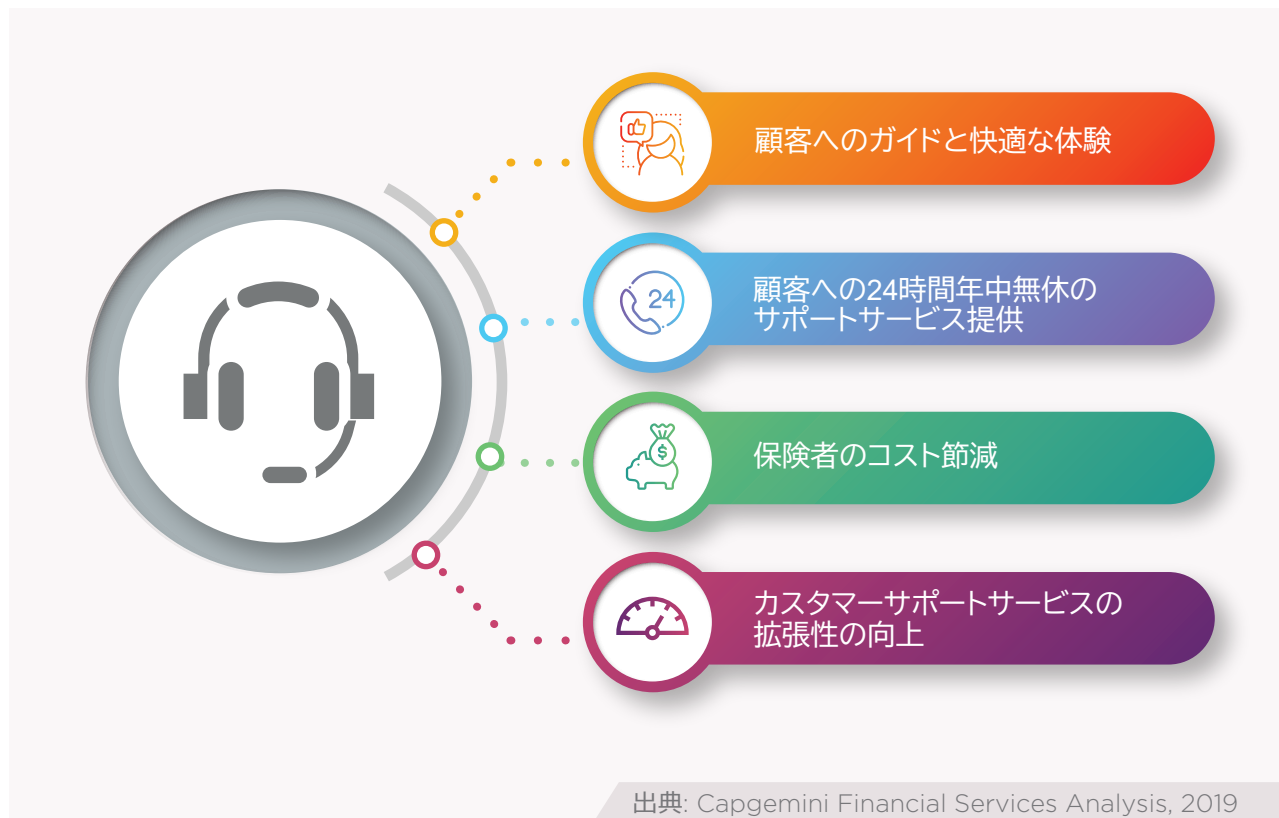 顧客へのガイドと快適な体験
24
顧客への24時間年中無休の
サポートサービス提供
$
保険者のコスト節減
カスタマーサポートサービスの
拡張性の向上
出典: Capgemini Financial Services Analysis, 2019